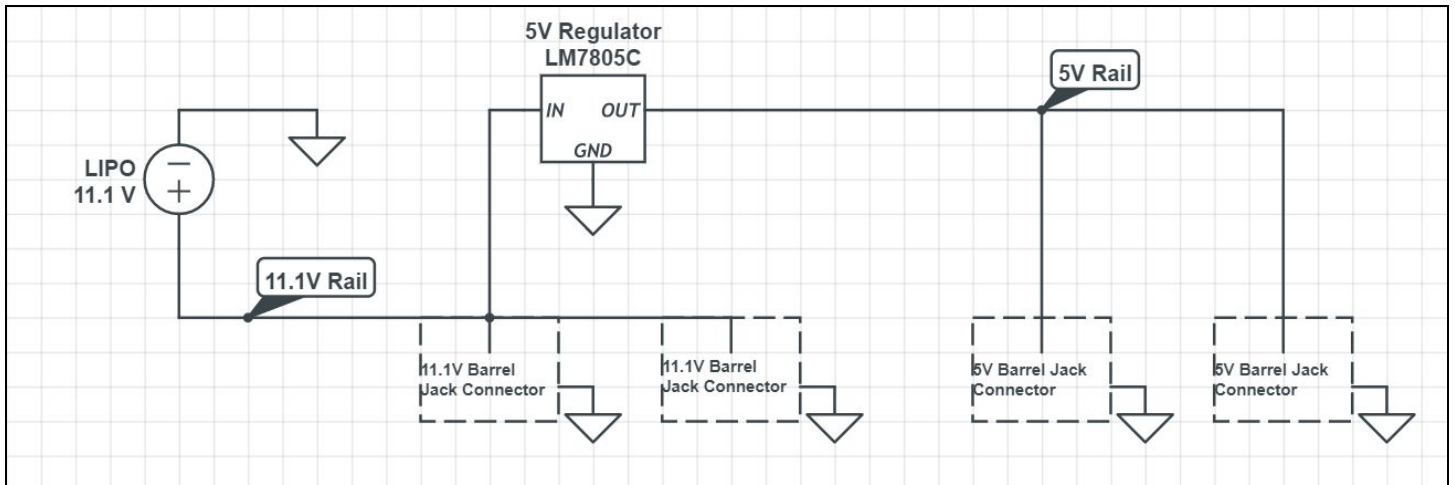 5V Regulator
LM7805C
5V Rail
IN OUT
GND
LIPO
11.1 V
−
+
11.1V Rail
11.1V Barrel
Jack Connector
11.1V Barrel
Jack Connector
5V Barrel Jack
Connector
5V Barrel Jack
Connector